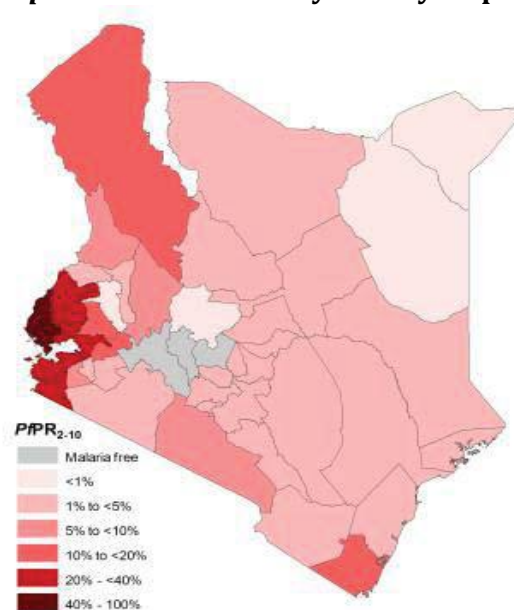 PfPR2-10
Malaria free
<1%
1% to <5%
5% to <10%
10% to <20%
20% - <40%
40% - 100%